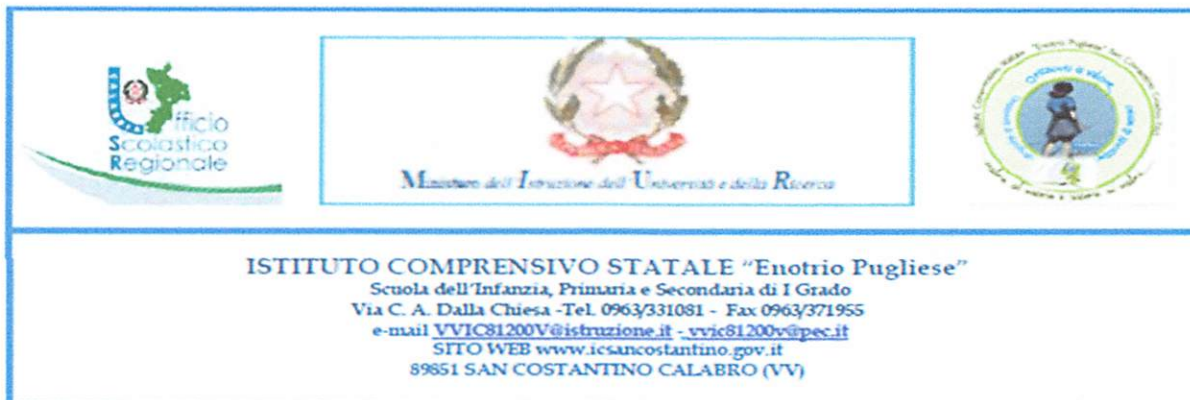 Ufficio
Scolastico
Regionale
Ministero dell'Istruzione dell'Università e della Ricerca
ISTITUTO COMPRENSIVO STATALE "Enotrio Pugliese"
Scuola dell'Infanzia, Primaria e Secondaria di I Grado
Via C. A. Dalla Chiesa -Tel. 0963/331081 - Fax 0963/371955
e-mail VVIC81200V@istruzione.it - vvic81200v@pec.it
SITO WEB www.icsancostantino.gov.it
89851 SAN COSTANTINO CALABRO (VV)